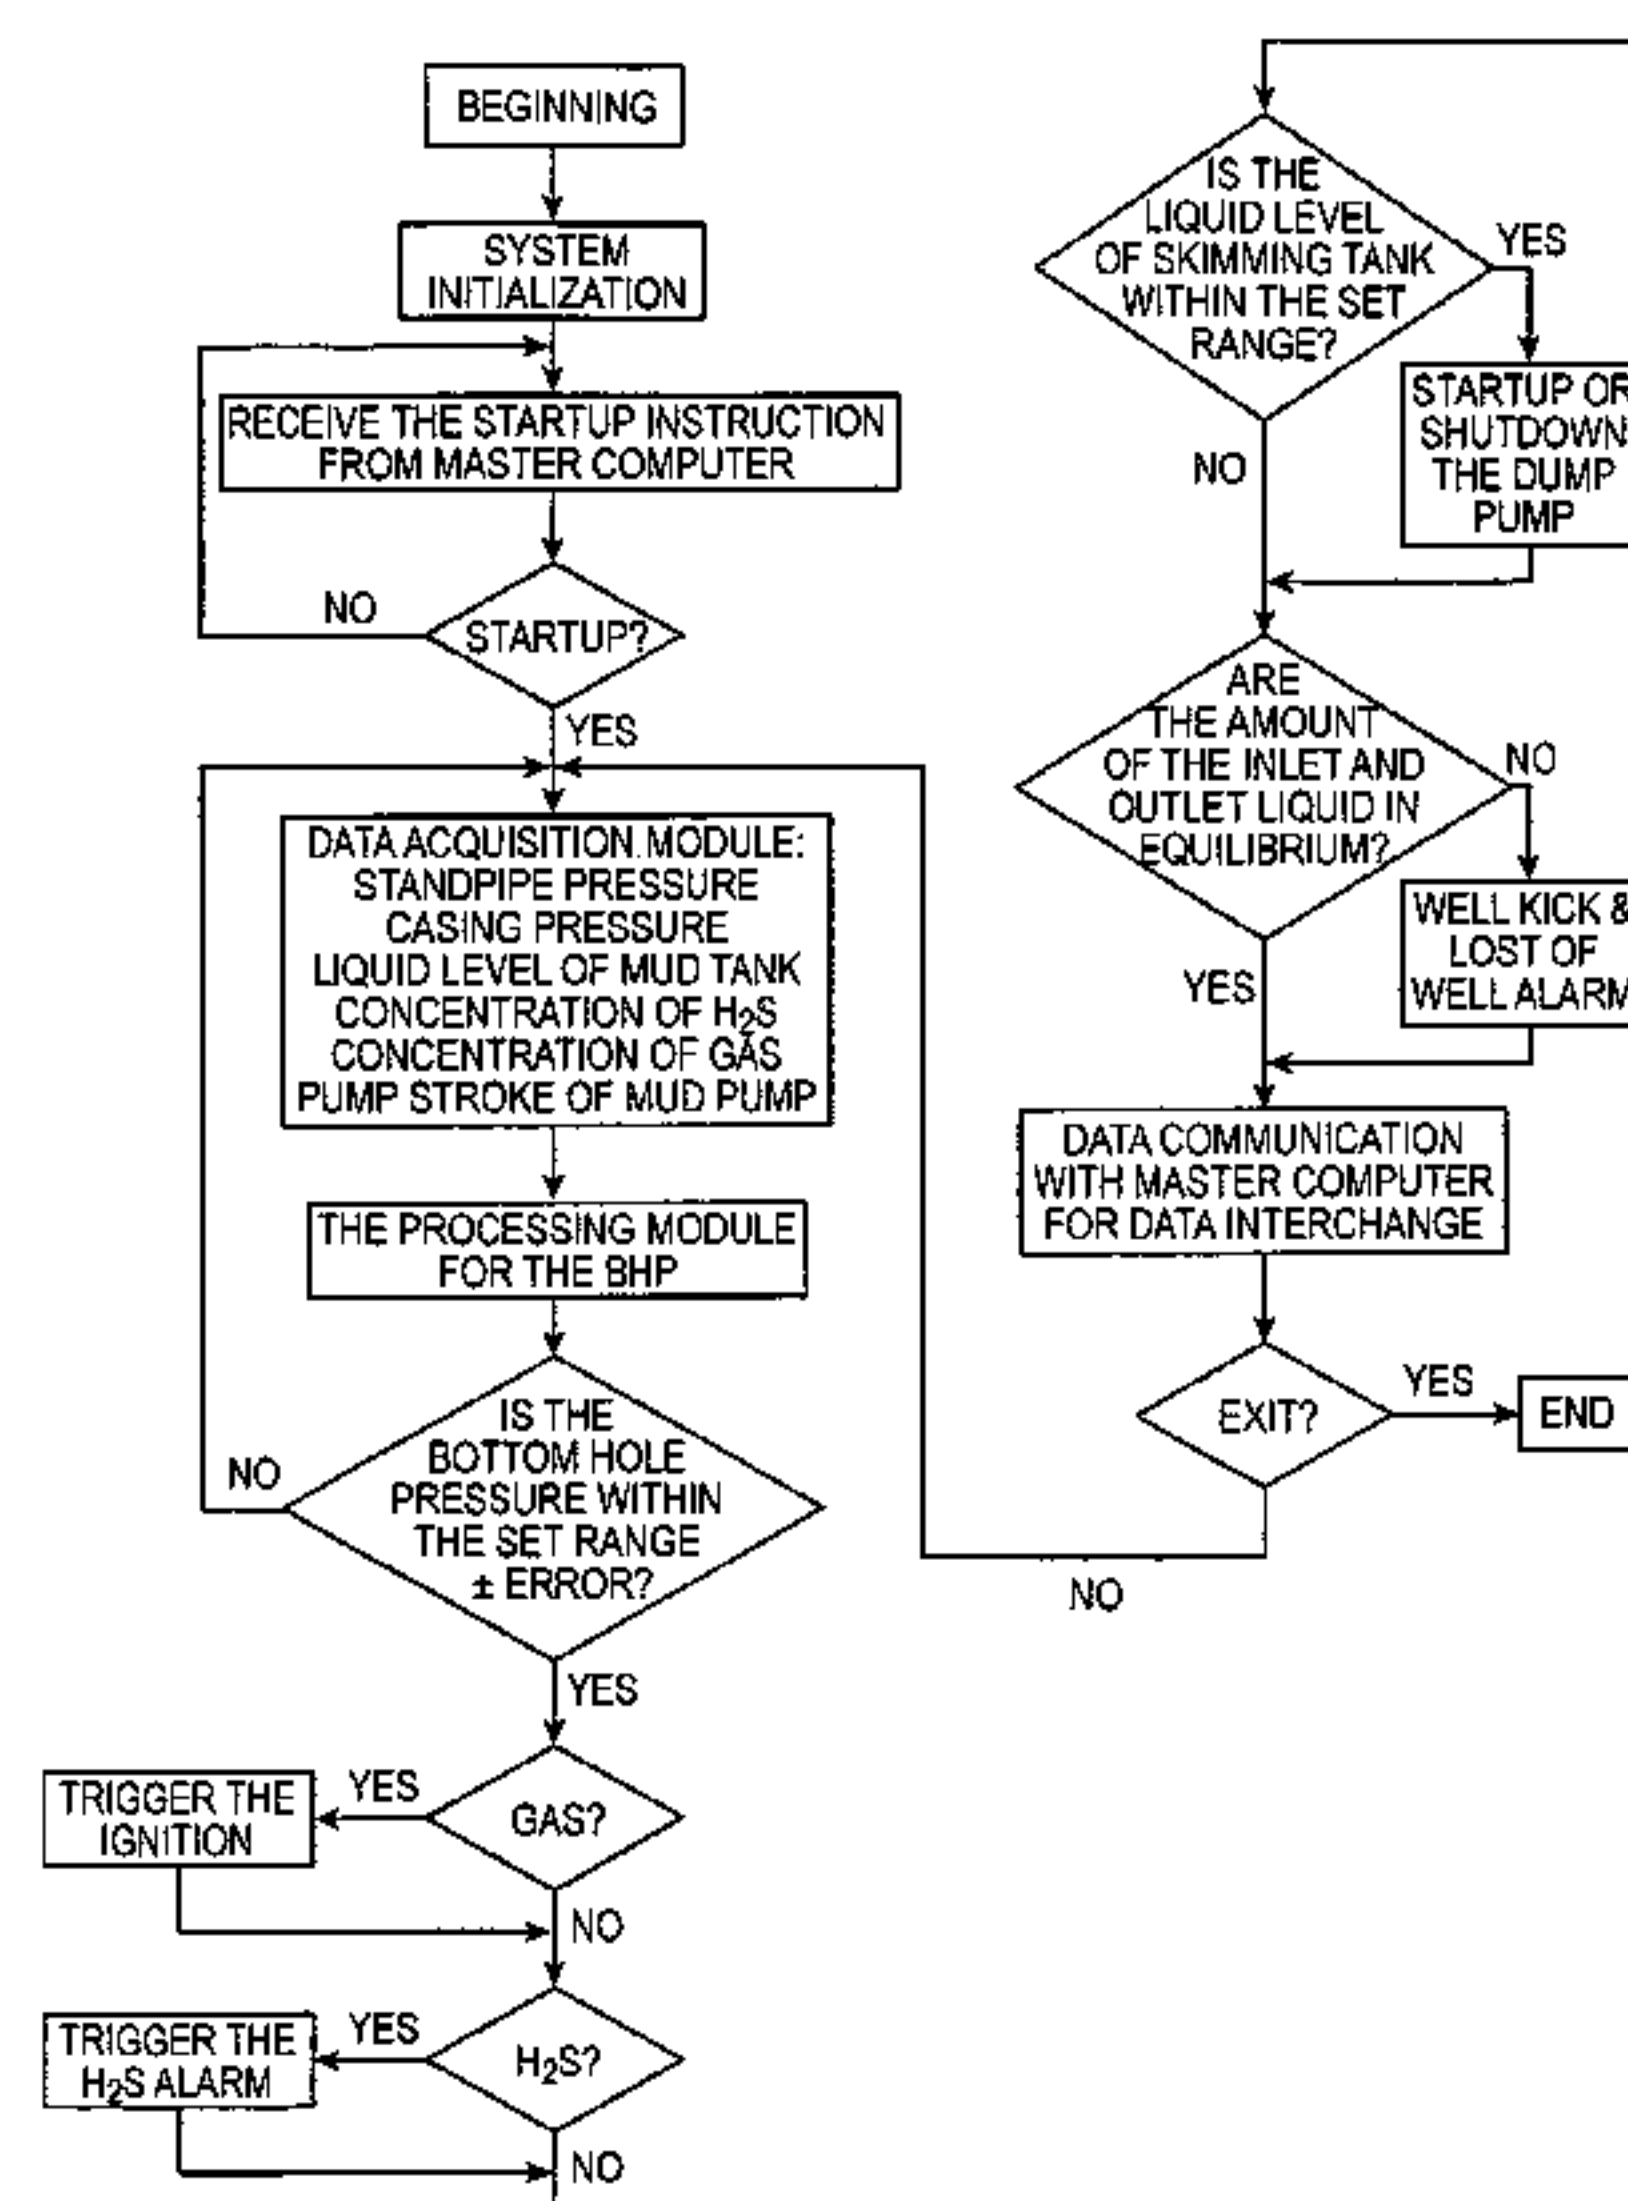 BEGINNING
SYSTEM
INITIALIZATION
RECEIVE THE STARTUP INSTRUCTION
FROM MASTER COMPUTER
NO
STARTUP?
YES
DATA ACQUISITION MODULE:
STANDPIPE PRESSURE
CASING PRESSURE
LIQUID LEVEL OF MUD TANK
CONCENTRATION OF H₂S
CONCENTRATION OF GAS
PUMP STROKE OF MUD PUMP
THE PROCESSING MODULE
FOR THE BHP
IS THE
BOTTOM HOLE
PRESSURE WITHIN
THE SET RANGE
± ERROR?
NO
YES
GAS?
YES
TRIGGER THE
IGNITION
NO
H₂S?
YES
TRIGGER THE
H₂S ALARM
NO
IS THE
LIQUID LEVEL
OF SKIMMING TANK
WITHIN THE SET
RANGE?
YES
STARTUP OR
SHUTDOWN
THE DUMP
PUMP
NO
ARE
THE AMOUNT
OF THE INLET AND
OUTLET LIQUID IN
EQUILIBRIUM?
NO
WELL KICK &
LOST OF
WELL ALARM
YES
DATA COMMUNICATION
WITH MASTER COMPUTER
FOR DATA INTERCHANGE
EXIT?
YES
END
NO